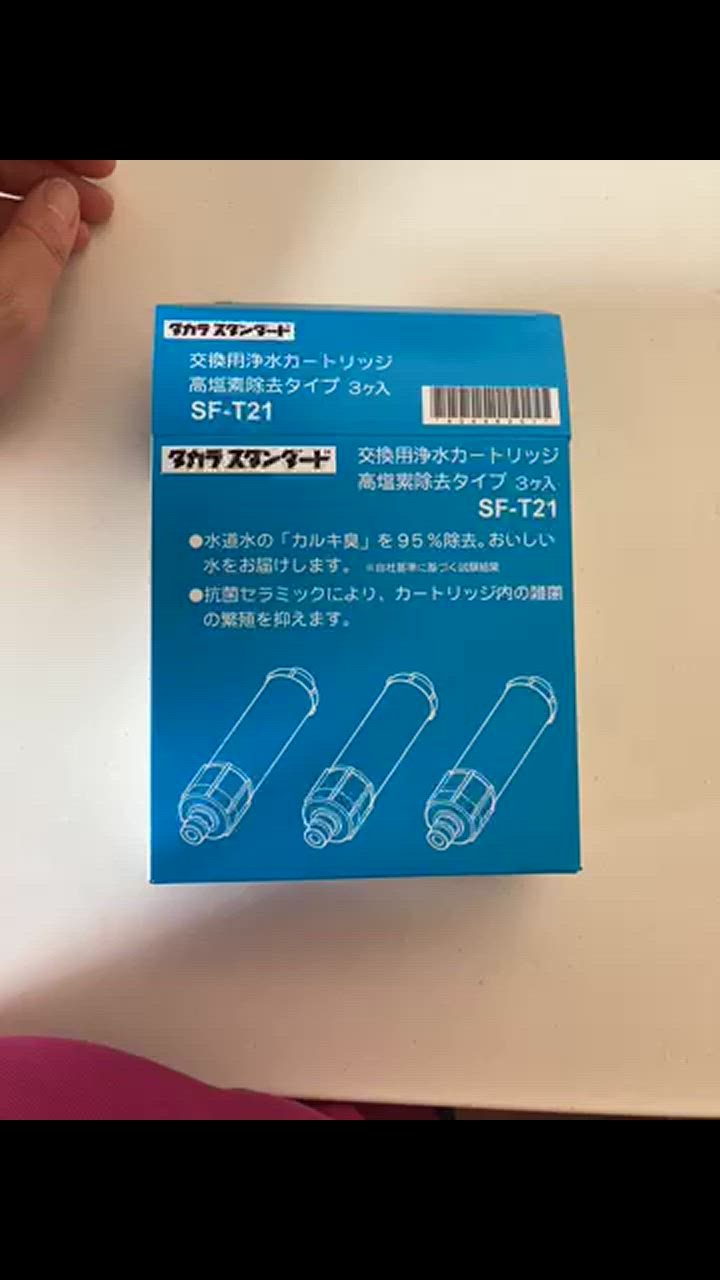 タカラスタンダード
交換用浄水カートリッジ
高塩素除去タイプ 3ヶ入
SF-T21
タカラスタンダード
交換用浄水カートリッジ
高塩素除去タイプ 3ヶ入
SF-T21
●水道水の「カルキ臭」を95%除去。おいしい
水をお届けします。 ※自社基準に基づく試験結果
●抗菌セラミックにより、カートリッジ内の雑菌
の繁殖を抑えます。